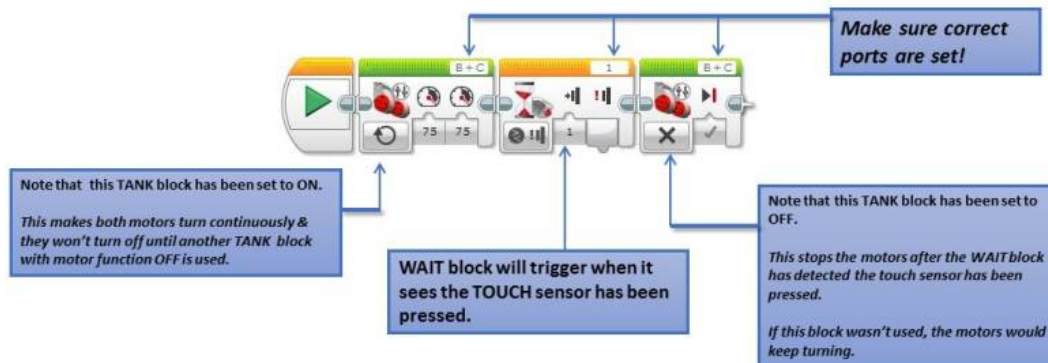 Make sure correct
ports are set!
B+C
1
B+C
75
75
1
Note that this TANK block has been set to ON.
This makes both motors turn continuously &
they won't turn off until another TANK block
with motor function OFF is used.
WAIT block will trigger when it
sees the TOUCH sensor has been
pressed.
Note that this TANK block has been set to
OFF.
This stops the motors after the WAIT block
has detected the touch sensor has been
pressed.
If this block wasn't used, the motors would
keep turning.